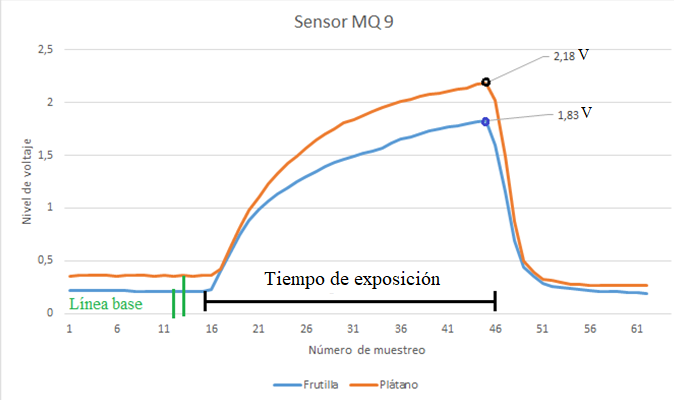 Sensor MQ 9
2,5
2
1,5
1
0,5
0
Nivel de voltaje
2,18 V
1,83 V
Tiempo de exposición
Línea base
1 6 11 16 21 26 31 36 41 46 51 56 61
Número de muestreo
Frutilla Plátano